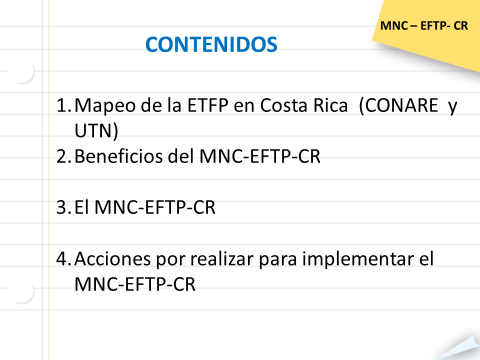 MNC – EFTP- CR
CONTENIDOS
1. Mapeo de la ETFP en Costa Rica (CONARE y
UTN)
2. Beneficios del MNC-EFTP-CR
3. El MNC-EFTP-CR
4. Acciones por realizar para implementar el
MNC-EFTP-CR